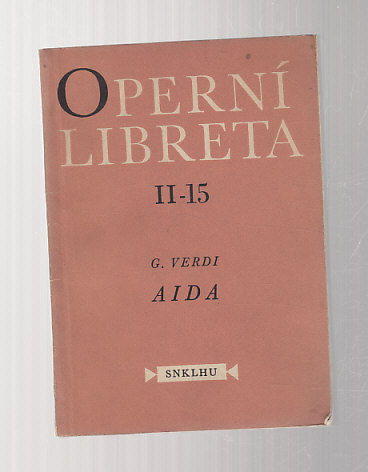 OPERNÍ
LIBRETA
II-15
G. VERDI
AIDA
SNKLHU